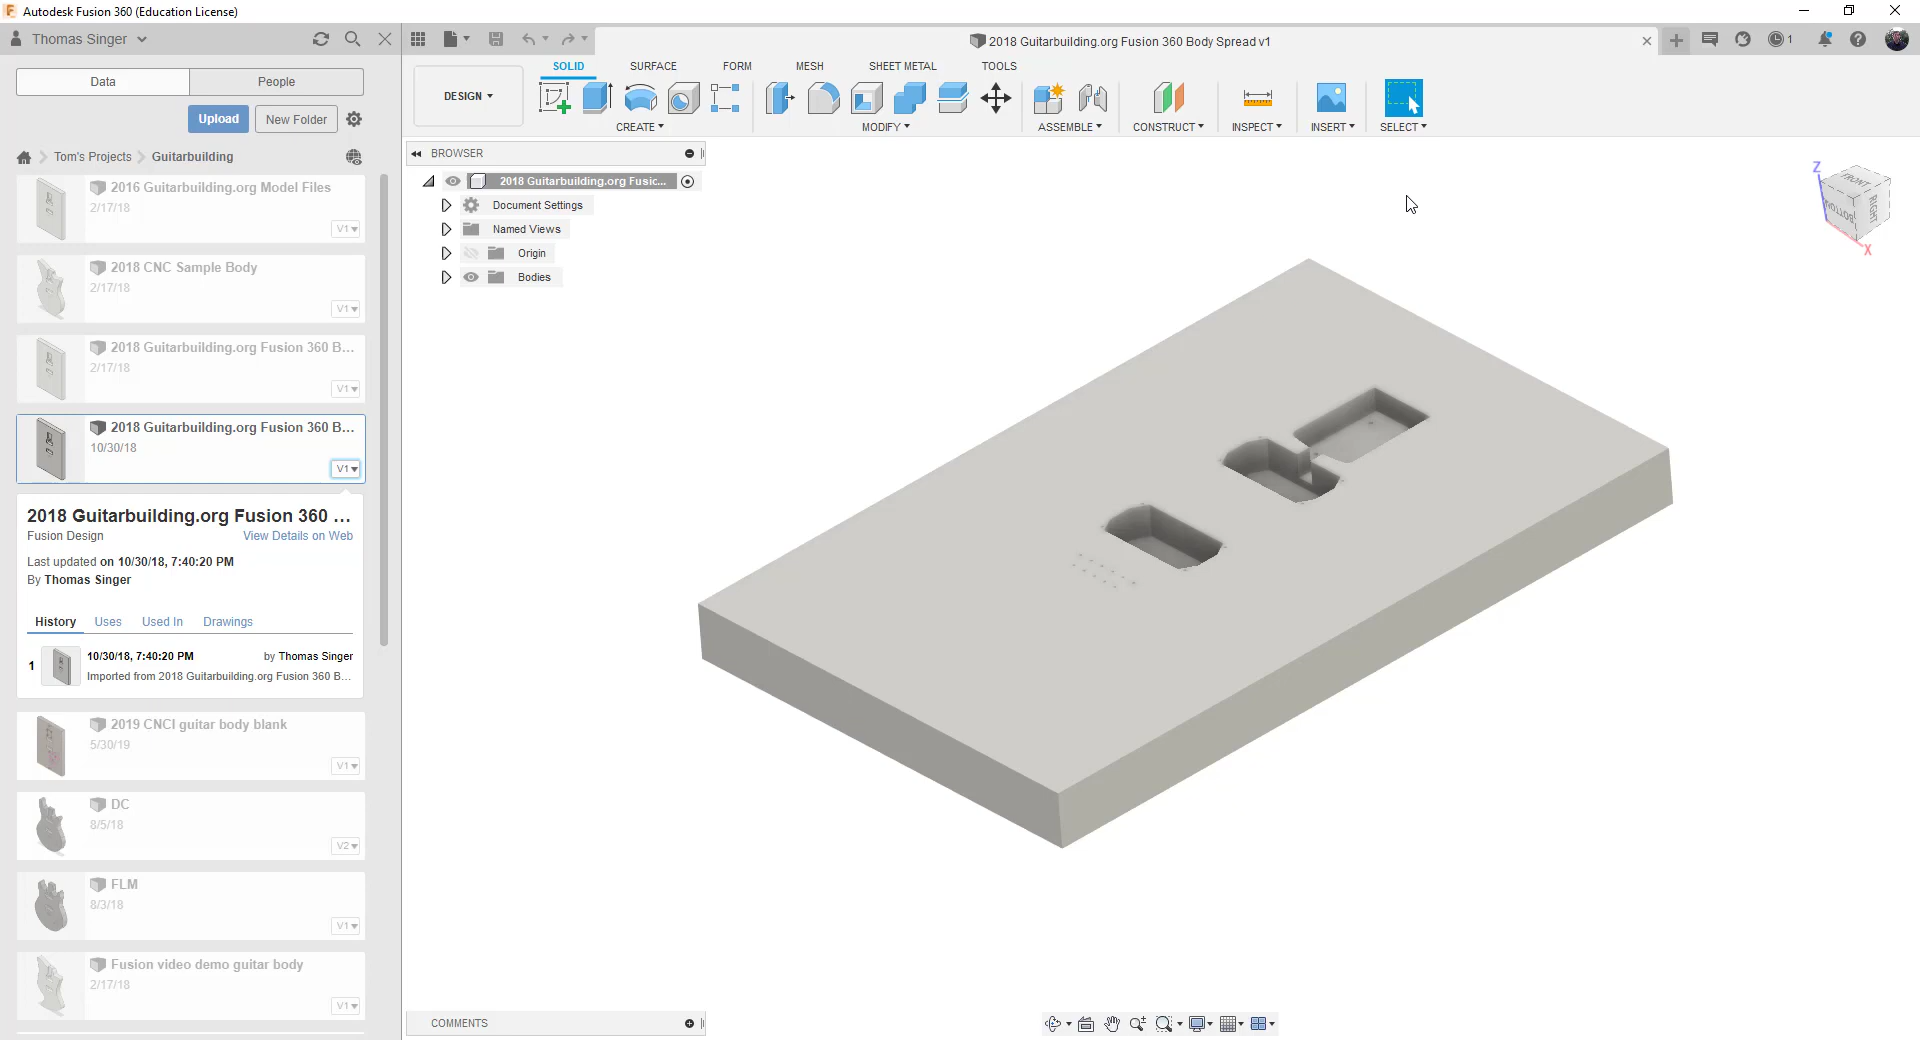 Autodesk Fusion 360 (Education License)
Thomas Singer
2018 Guitarbuilding.org Fusion 360 Body Spread v1
1
Data
People
Upload
New Folder
Tom's Projects
Guitarbuilding
2016 Guitarbuilding.org Model Files
2/17/18
V1
2018 CNC Sample Body
2/17/18
V1
2018 Guitarbuilding.org Fusion 360 B...
2/17/18
V1
2018 Guitarbuilding.org Fusion 360 B...
10/30/18
V1
2018 Guitarbuilding.org Fusion 360 ...
Fusion Design
View Details on Web
Last updated on 10/30/18, 7:40:20 PM
By Thomas Singer
History
Uses
Used In
Drawings
1
10/30/18, 7:40:20 PM
by Thomas Singer
Imported from 2018 Guitarbuilding.org Fusion 360 B...
2019 CNCI guitar body blank
5/30/19
V1
DC
8/5/18
V2
FLM
8/3/18
V1
Fusion video demo guitar body
2/17/18
V1
DESIGN
SOLID
SURFACE
FORM
MESH
SHEET METAL
TOOLS
CREATE
MODIFY
ASSEMBLE
CONSTRUCT
INSPECT
INSERT
SELECT
BROWSER
2018 Guitarbuilding.org Fusic...
Document Settings
Named Views
Origin
Bodies
Z
FRONT
BOTTOM
RIGHT
X
COMMENTS